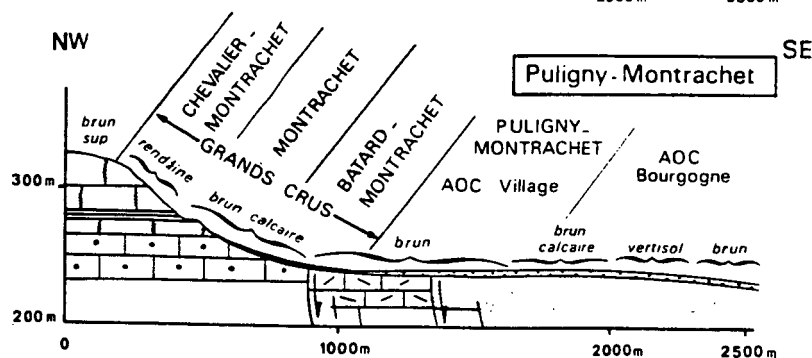 NW
SE
Puligny-Montrachet
CHEVALIER-
MONTRACHET
MONTRACHET
BATARD-
MONTRACHET
GRANDS CRUS
PULIGNY-
MONTRACHET
AOC Village
AOC
Bourgogne
brun
sup
rendzine
brun calcaire
brun
brun
calcaire
vertisol
brun
300m
200m
0
1000m
2000m
2500m